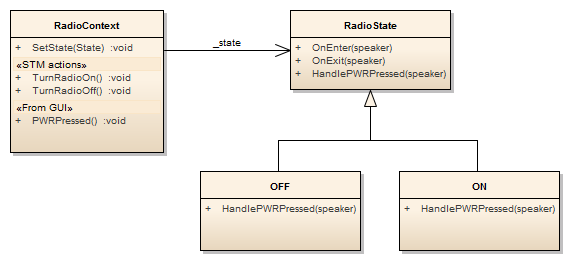 RadioContext
+ SetState(State) :void
«STM actions»
+ TurnRadioOn() :void
+ TurnRadioOff() :void
«From GUI»
+ PWRPressed() :void
_state
RadioState
+ OnEnter(speaker)
+ OnExit(speaker)
+ HandlePWRPressed(speaker)
OFF
+ HandlePWRPressed(speaker)
ON
+ HandlePWRPressed(speaker)